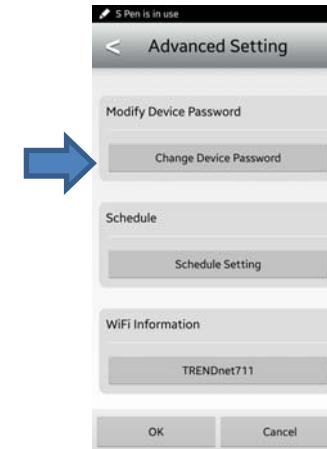 S Pen is in use
< Advanced Setting
Modify Device Password
Change Device Password
Schedule
Schedule Setting
WiFi Information
TRENDnet711
OK Cancel